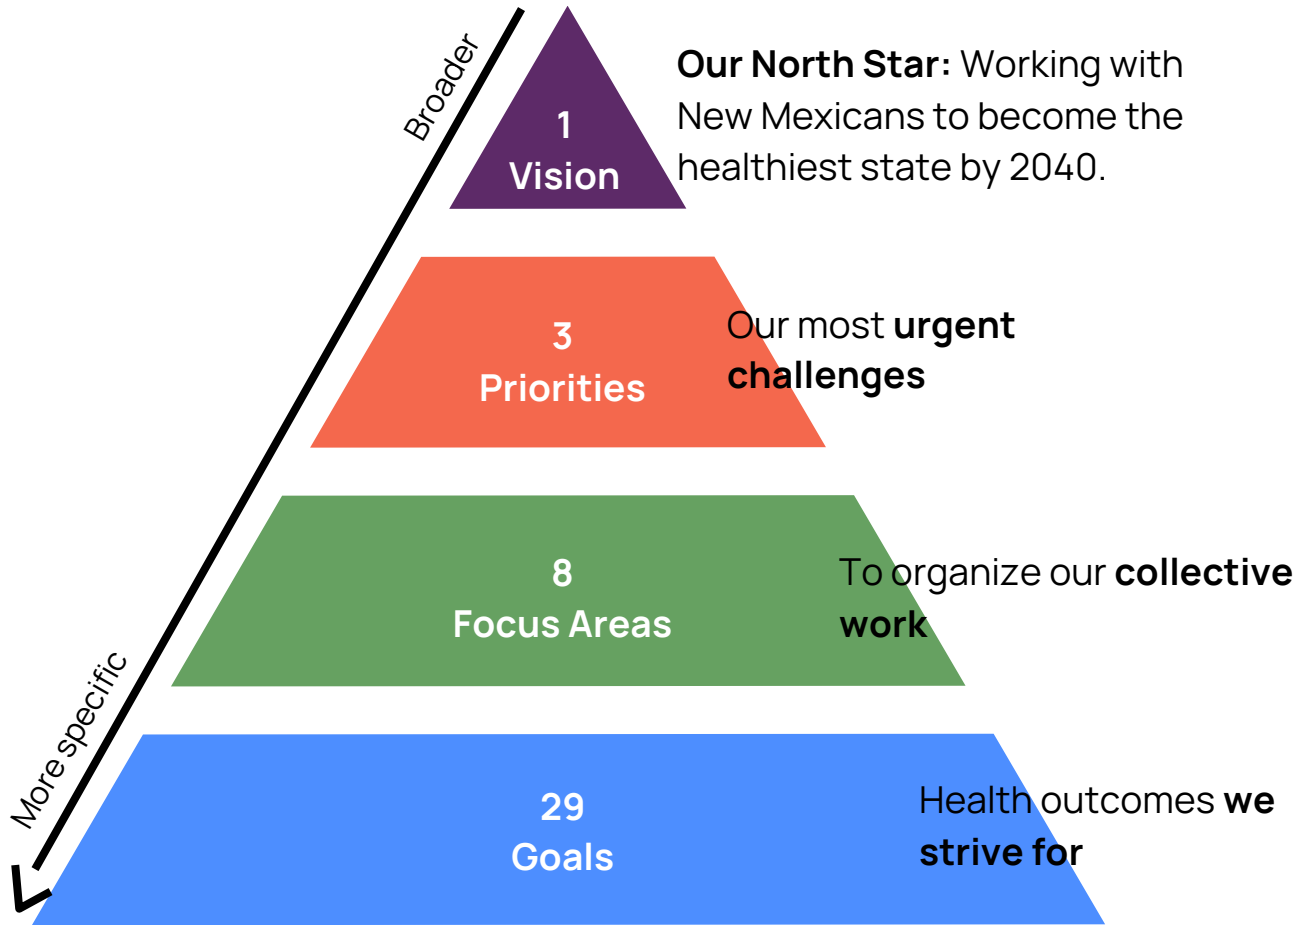 Broader
1
Vision
Our North Star: Working with
New Mexicans to become the
healthiest state by 2040.
3
Priorities
Our most urgent
challenges
8
Focus Areas
To organize our collective
work
More specific
29
Goals
Health outcomes we
strive for